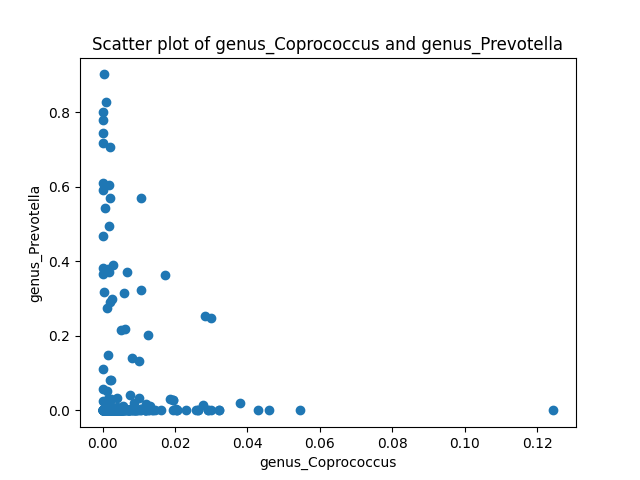 Scatter plot of genus_Coprococcus and genus_Prevotella
0.8
0.6
0.4
0.2
0.0
genus_Prevotella
0.00 0.02 0.04 0.06 0.08 0.10 0.12
genus_Coprococcus